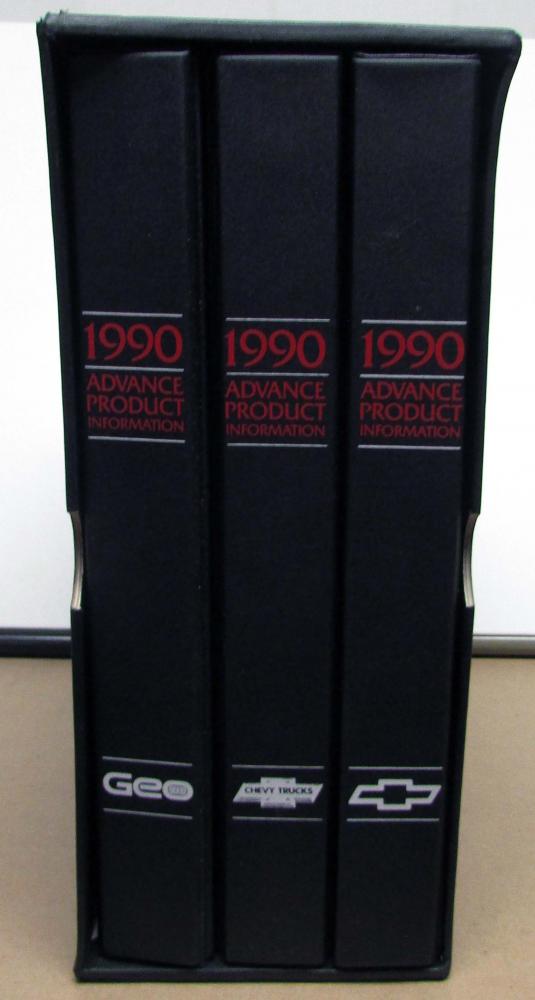 1990
ADVANCE
PRODUCT
INFORMATION
Geo
1990
ADVANCE
PRODUCT
INFORMATION
CHEVY TRUCKS
1990
ADVANCE
PRODUCT
INFORMATION